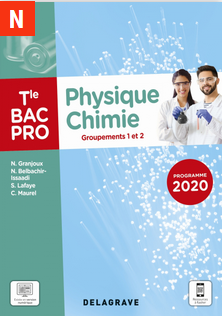 N
Tle
BAC
PRO
Physique
Chimie
Groupements 1 et 2
N. Granjoux
N. Belbachir-
Issaadi
S. Lafaye
C. Maurel
PROGRAMME
2020
DELAGRAVE